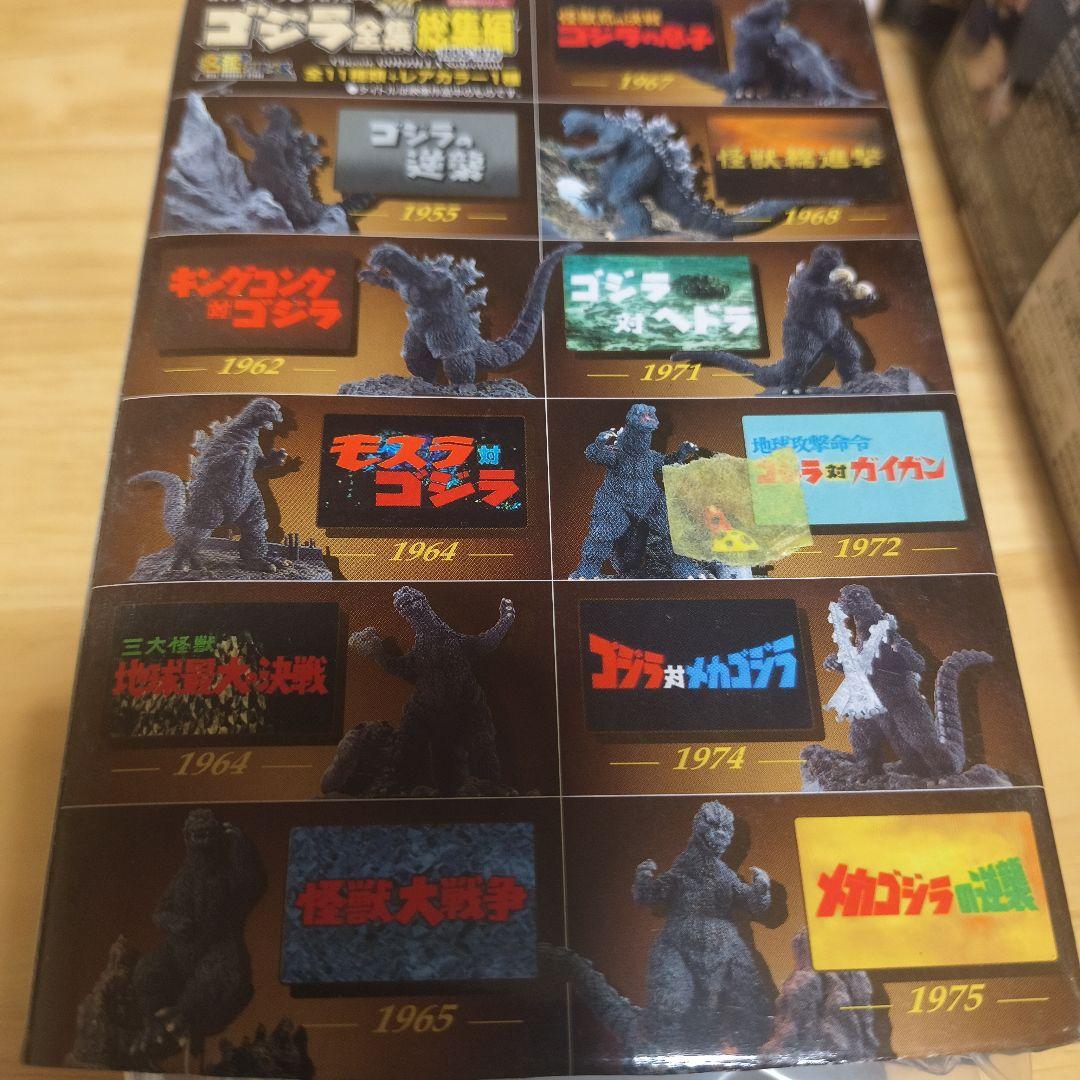 ゴジラ全集 総集編
名鑑
全11種類+レアカラー1種
ゴジラの逆襲
1955
キングコング
対ゴジラ
1962
モスラ対
ゴジラ
1964
三大怪獣
地球最大の決戦
1964
怪獣大戦争
1965
怪獣島の決戦
ゴジラの息子
1967
怪獣総進撃
1968
ゴジラ
対ヘドラ
1971
地球攻撃命令
ゴジラ対ガイガン
1972
ゴジラ対メカゴジラ
1974
メカゴジラの逆襲
1975